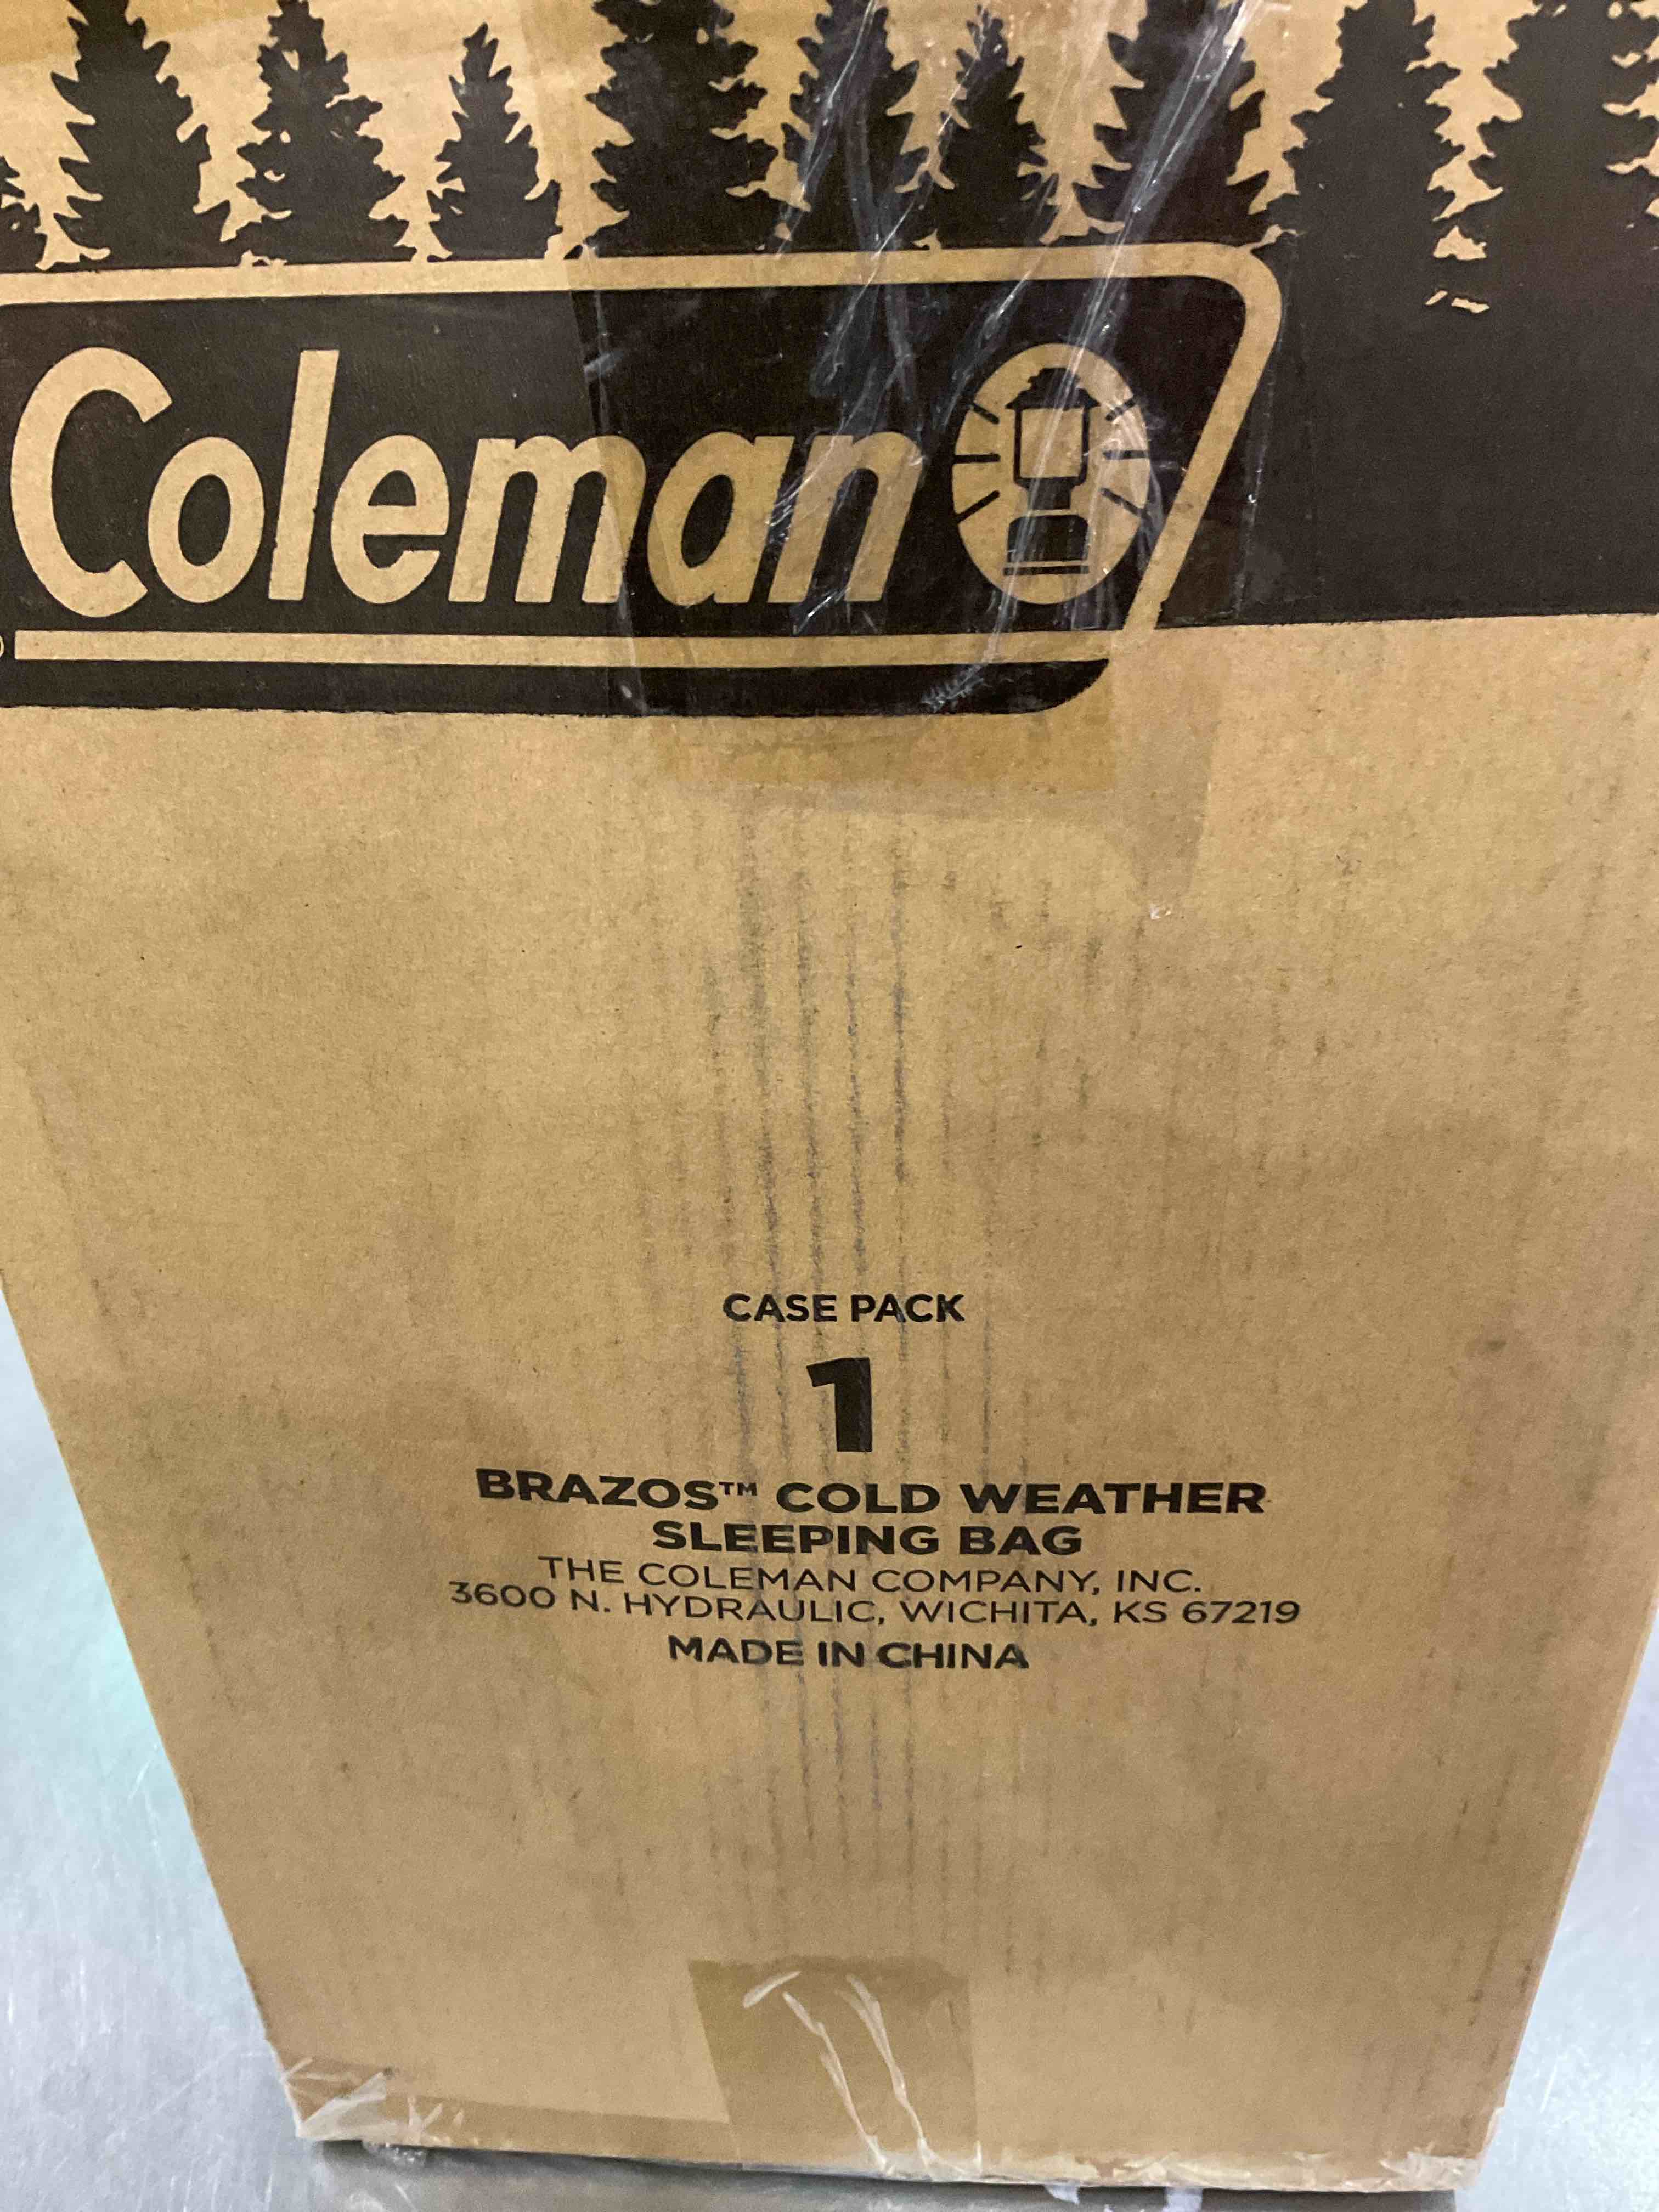 Coleman
CASE PACK
1
BRAZOS™ COLD WEATHER
SLEEPING BAG
THE COLEMAN COMPANY, INC.
3600 N. HYDRAULIC, WICHITA, KS 67219
MADE IN CHINA